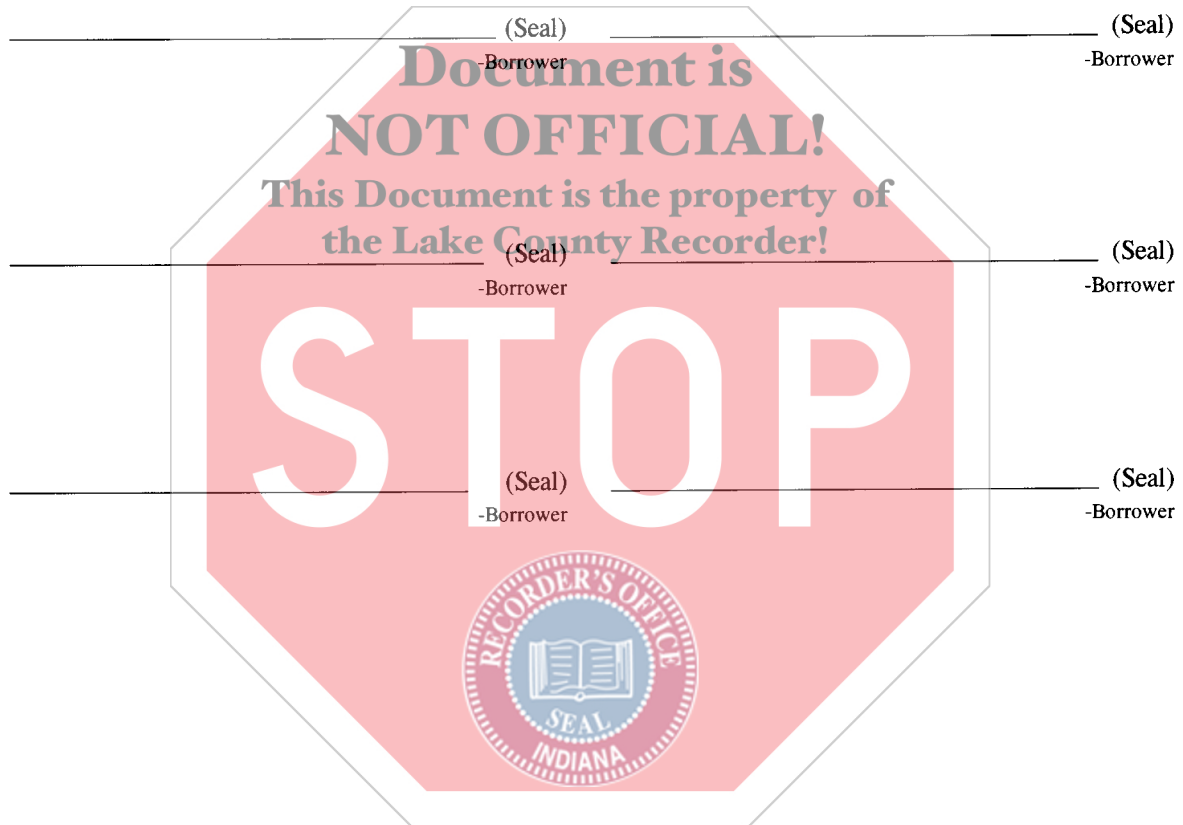 (Seal) (Seal)
-Borrower -Borrower
Document is
NOT OFFICIAL!
This Document is the property of
the Lake County Recorder!
(Seal) (Seal)
-Borrower -Borrower
STOP
(Seal) (Seal)
-Borrower -Borrower
RECORDER'S OFFICE
SEAL
INDIANA